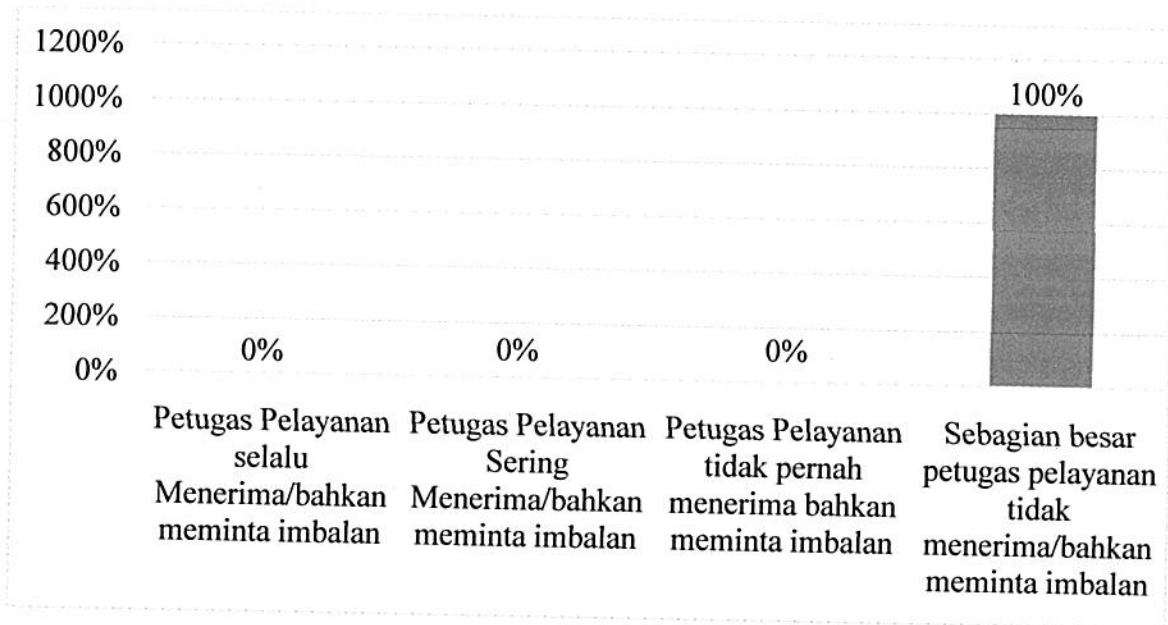 1200%
1000%
800%
600%
400%
200%
0%
100%
0%
0%
0%
Petugas Pelayanan
selalu
Menerima/bahkan
meminta imbalan
Petugas Pelayanan
Sering
Menerima/bahkan
meminta imbalan
Petugas Pelayanan
tidak pernah
menerima bahkan
meminta imbalan
Sebagian besar
petugas pelayanan
tidak
menerima/bahkan
meminta imbalan